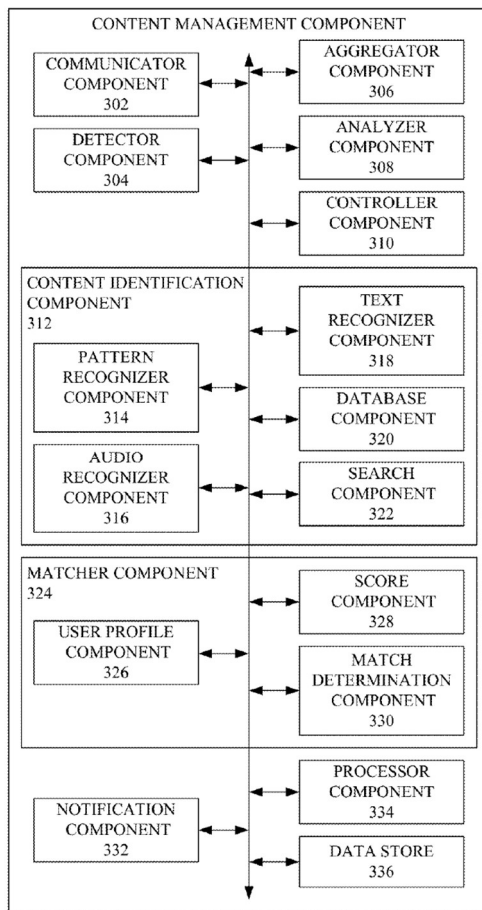 CONTENT MANAGEMENT COMPONENT
COMMUNICATOR
COMPONENT
302
AGGREGATOR
COMPONENT
306
DETECTOR
COMPONENT
304
ANALYZER
COMPONENT
308
CONTROLLER
COMPONENT
310
CONTENT IDENTIFICATION
COMPONENT
312
TEXT
RECOGNIZER
COMPONENT
318
PATTERN
RECOGNIZER
COMPONENT
314
DATABASE
COMPONENT
320
AUDIO
RECOGNIZER
COMPONENT
316
SEARCH
COMPONENT
322
MATCHER COMPONENT
324
SCORE
COMPONENT
328
USER PROFILE
COMPONENT
326
MATCH
DETERMINATION
COMPONENT
330
PROCESSOR
COMPONENT
334
NOTIFICATION
COMPONENT
332
DATA STORE
336